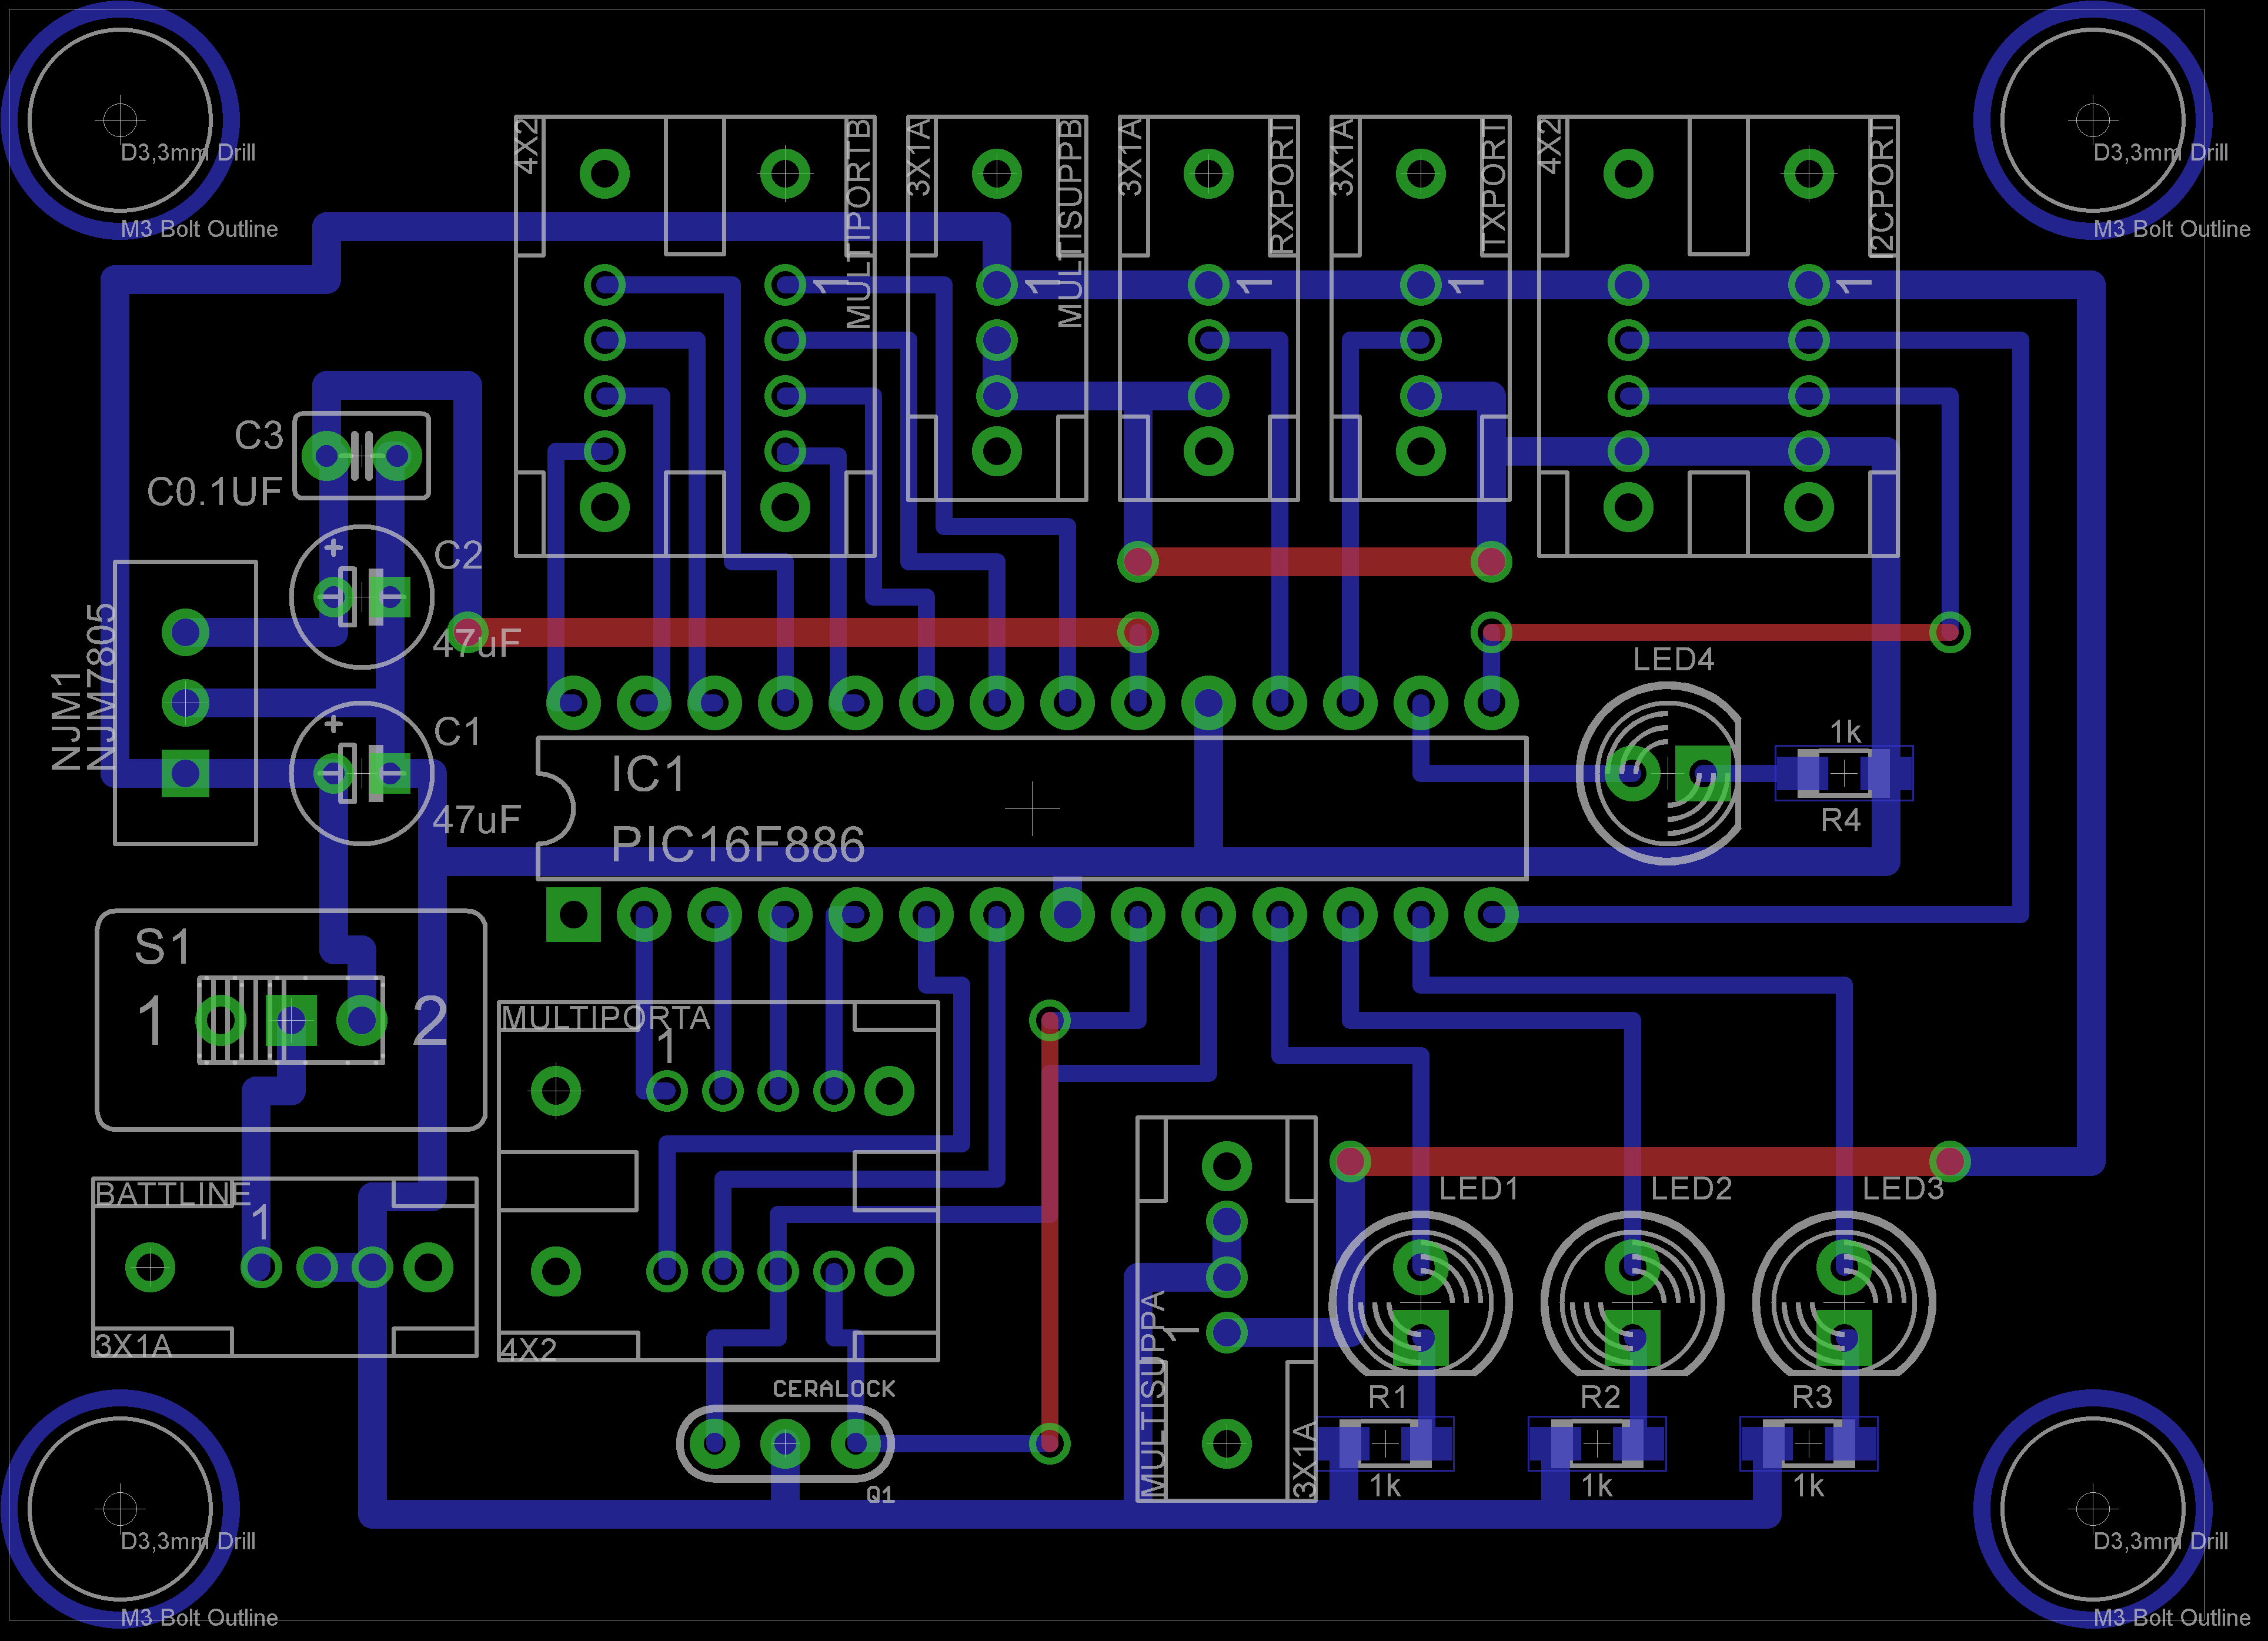 D3,3mm Drill
M3 Bolt Outline
4X2
MULTIPORTB
1
3X1A
MULTISUPPB
1
3X1A
RXPORT
1
3X1A
TXPORT
1
4X2
2CPORT
1
D3,3mm Drill
M3 Bolt Outline
C3
C0.1UF
+
C2
47uF
NJM1
NJM7805
+
C1
47uF
IC1
PIC16F886
LED4
1k
R4
S1
1
2
MULTIPORTA
1
4X2
BATTLINE
1
3X1A
CERALOCK
Q1
MULTISUPPA
1
3X1A
LED1
LED2
LED3
R1
R2
R3
1k
1k
1k
D3,3mm Drill
M3 Bolt Outline
D3,3mm Drill
M3 Bolt Outline